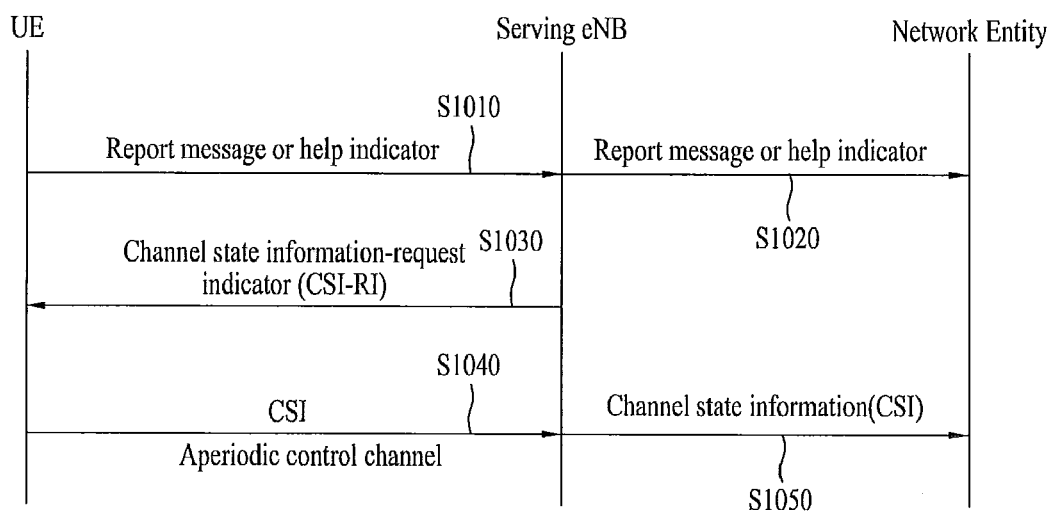 UE
Serving eNB
Network Entity
S1010
Report message or help indicator
Report message or help indicator
S1020
S1030
Channel state information-request
indicator (CSI-RI)
S1040
CSI
Channel state information(CSI)
Aperiodic control channel
S1050